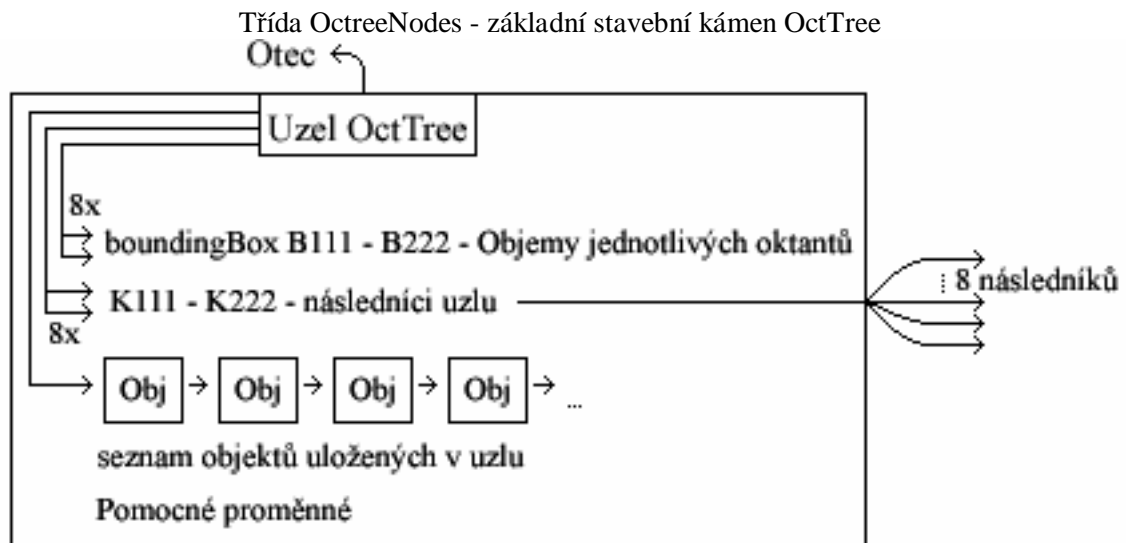 Třída OctreeNodes - základní stavební kámen OctTree
Otec
Uzel OctTree
8x
boundingBox B111 - B222 - Objemy jednotlivých oktantů
K111 - K222 - následníci uzlu
8 následníků
8x
Obj Obj Obj Obj ...
seznam objektů uložených v uzlu
Pomocné proměnné